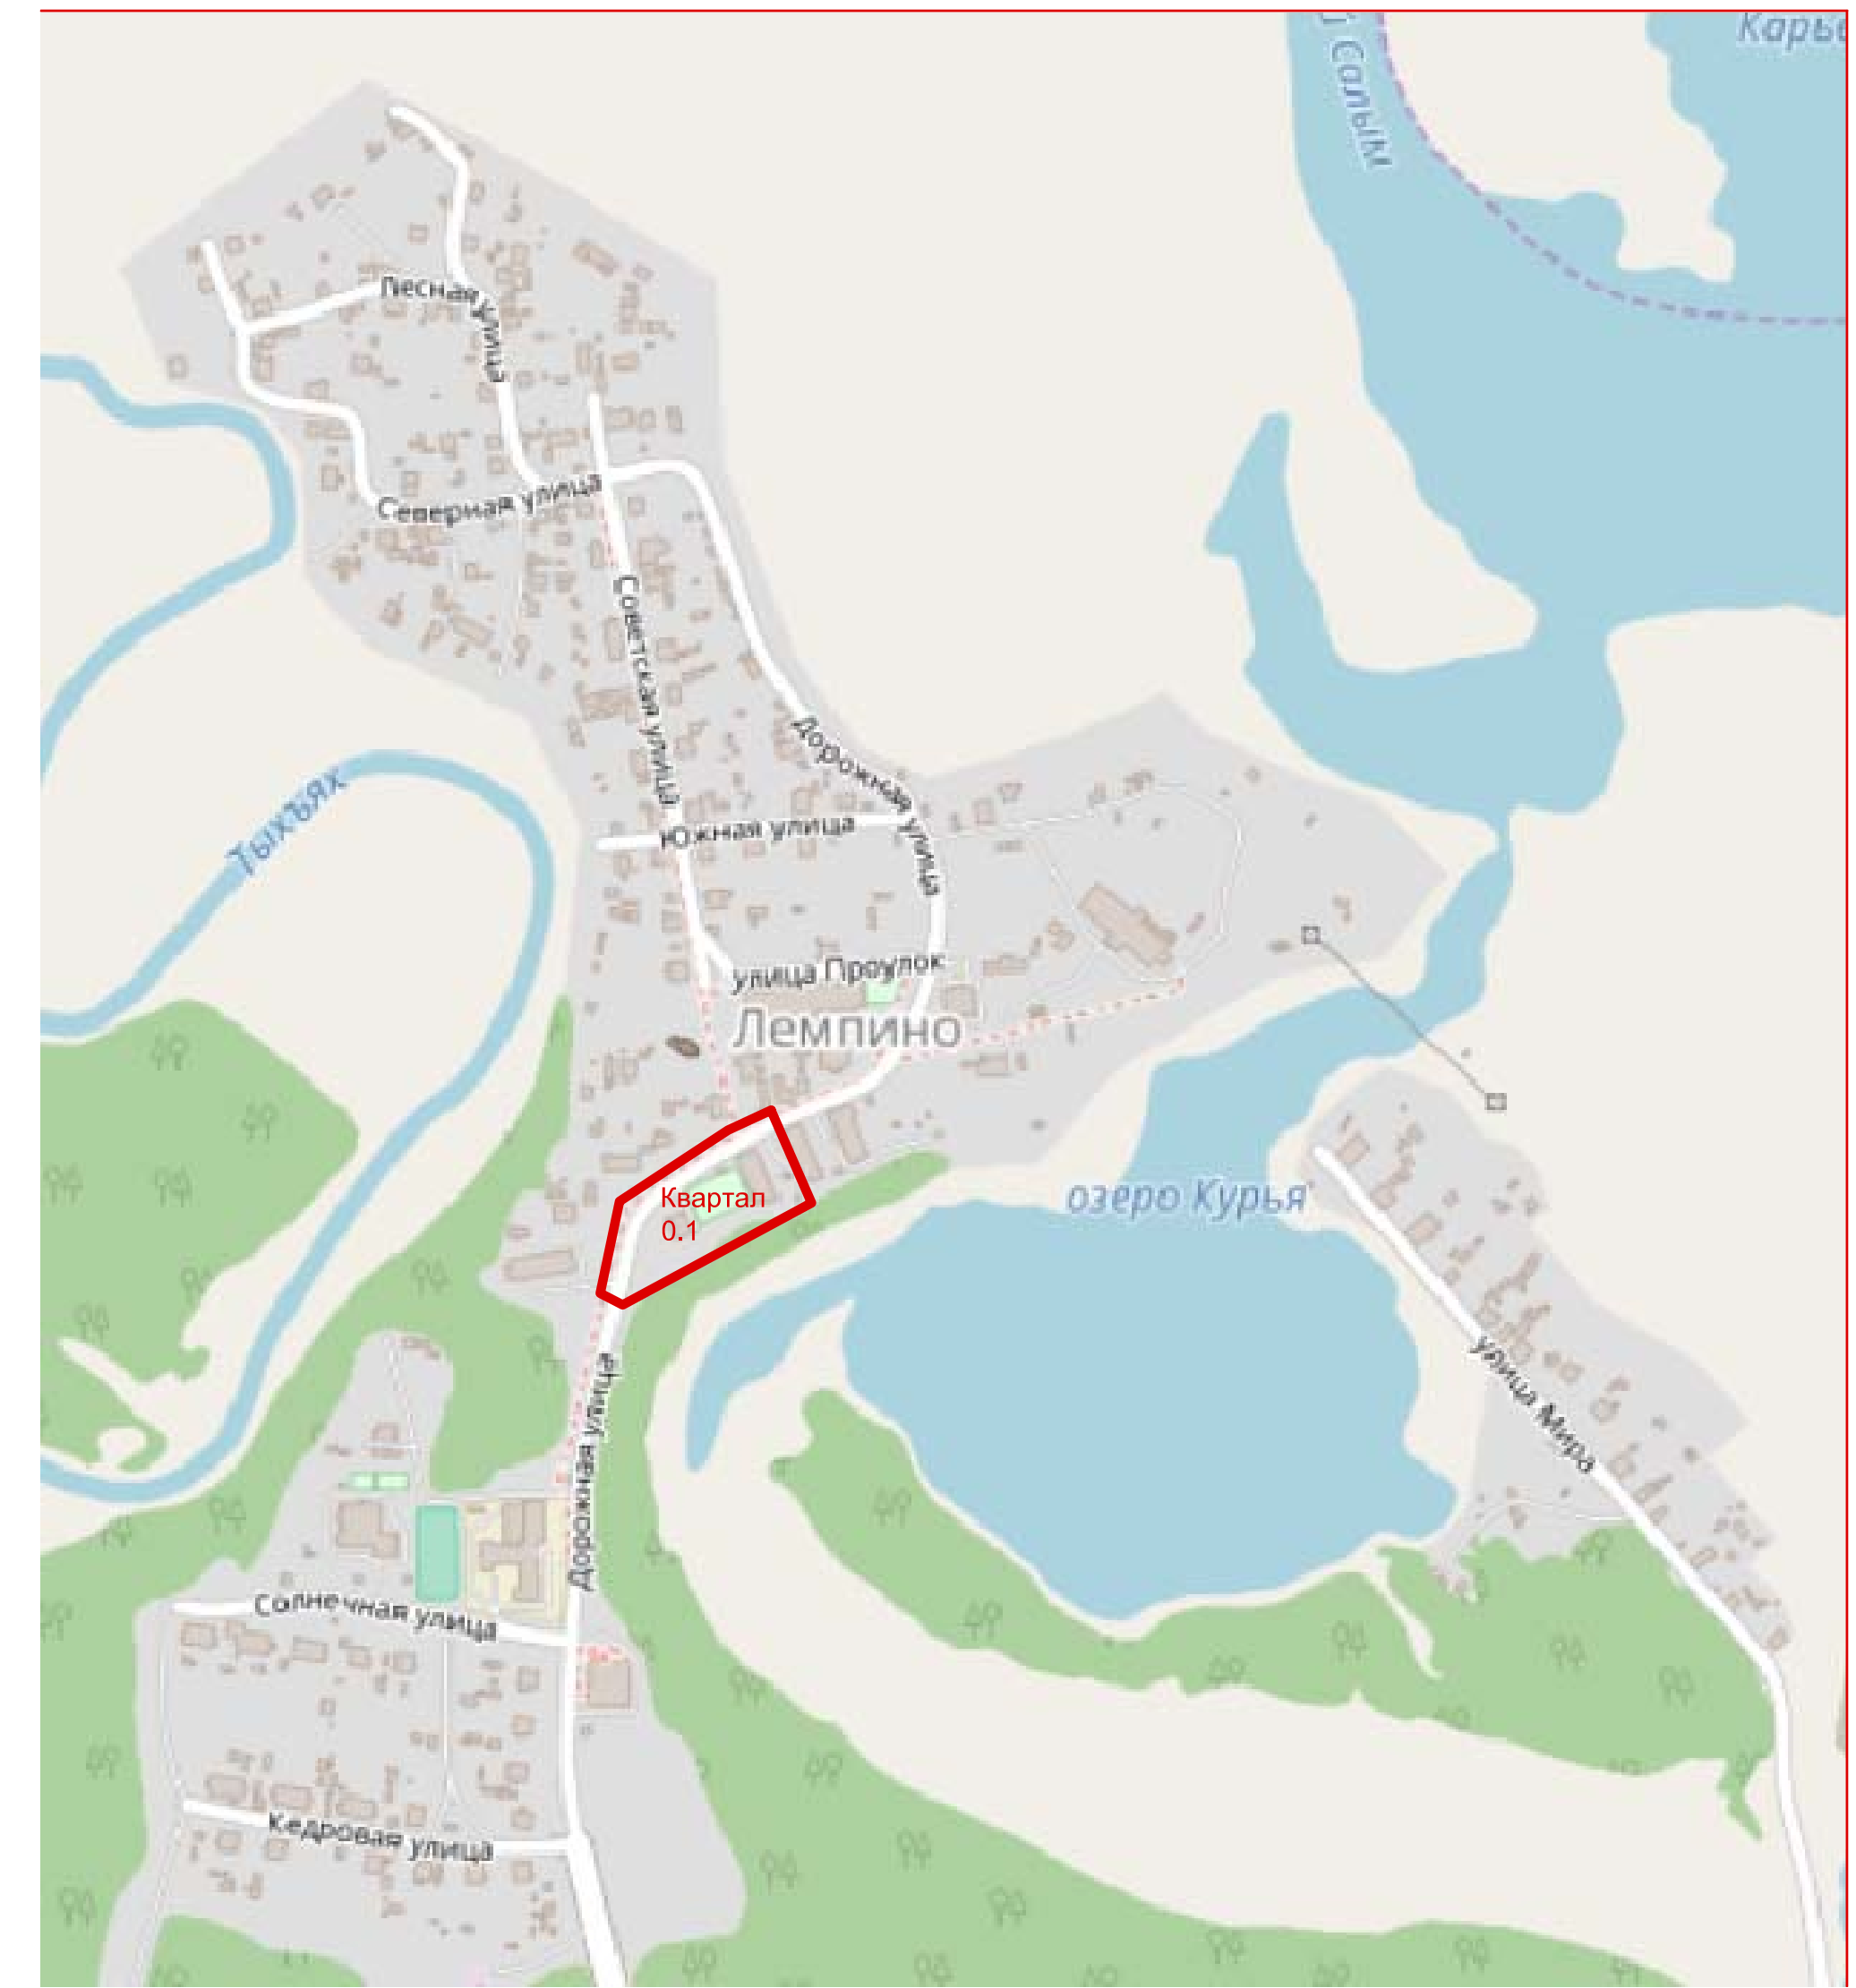 Карье
Салым
Лесная улица
Северная улица
Советская улица
Дорожная улица
Тыхъях
Южная улица
улица Проулок
Лемпино
Квартал
0.1
озеро Курья
улица Мира
Дорожная улица
Солнечная улица
Кедровая улица